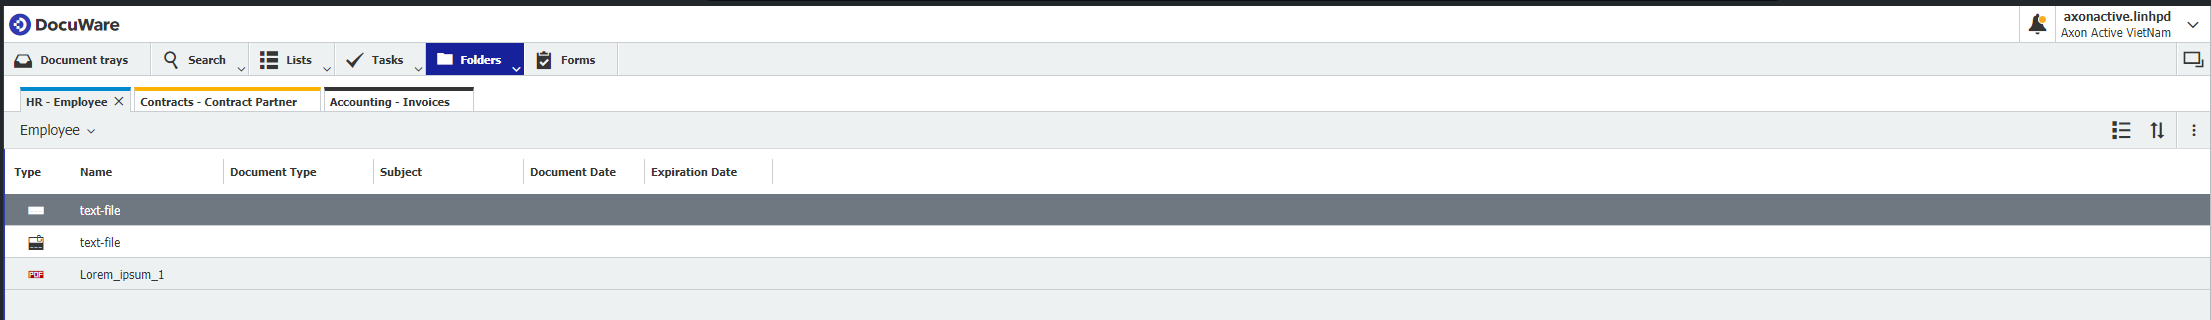 DocuWare
axonactive.linhpd
Axon Active VietNam
Document trays Search Lists Tasks Folders Forms
HR - Employee Contracts - Contract Partner Accounting - Invoices
Employee
Type Name Document Type Subject Document Date Expiration Date
text-file
text-file
PDF Lorem_ipsum_1